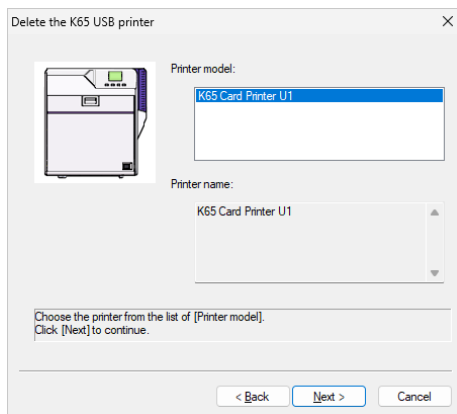 Delete the K65 USB printer
Printer model:
K65 Card Printer U1
Printer name:
K65 Card Printer U1
Choose the printer from the list of [Printer model].
Click [Next] to continue.
< Back
Next >
Cancel